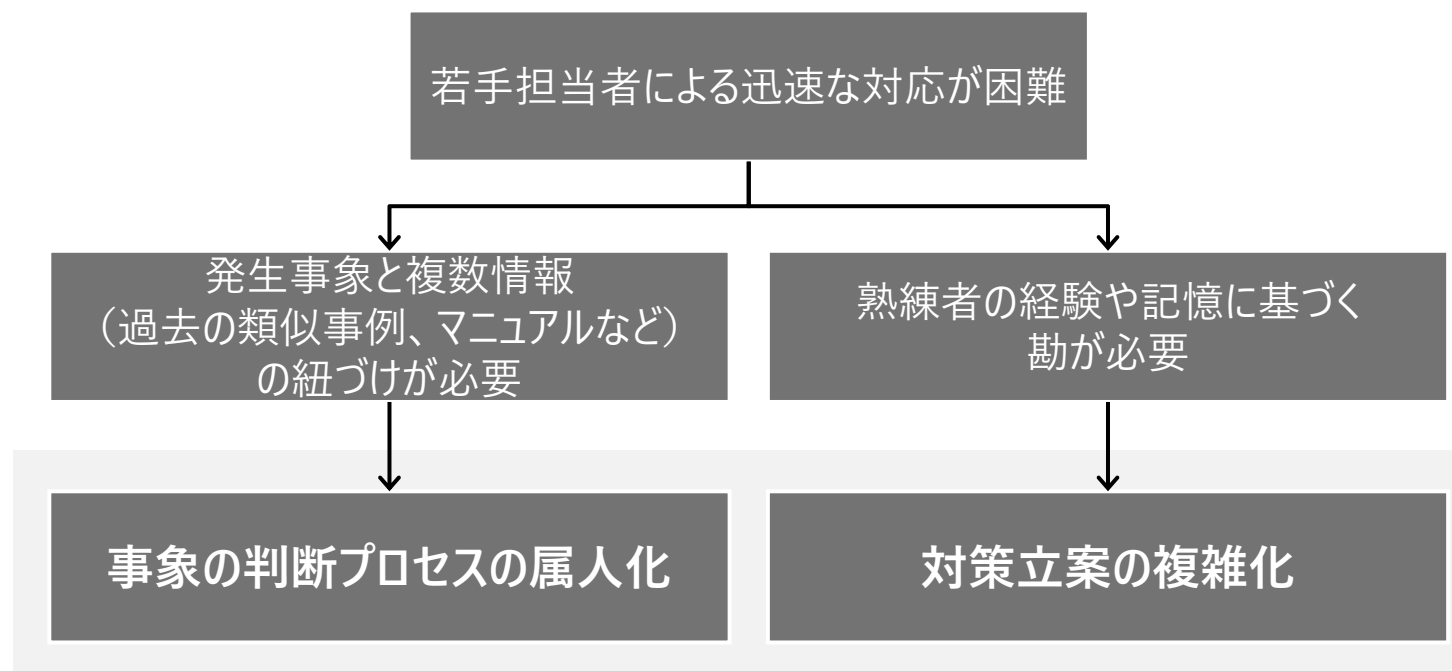 若手担当者による迅速な対応が困難
発生事象と複数情報
（過去の類似事例、マニュアルなど）
の紐づけが必要
熟練者の経験や記憶に基づく
勘が必要
事象の判断プロセスの属人化
対策立案の複雑化